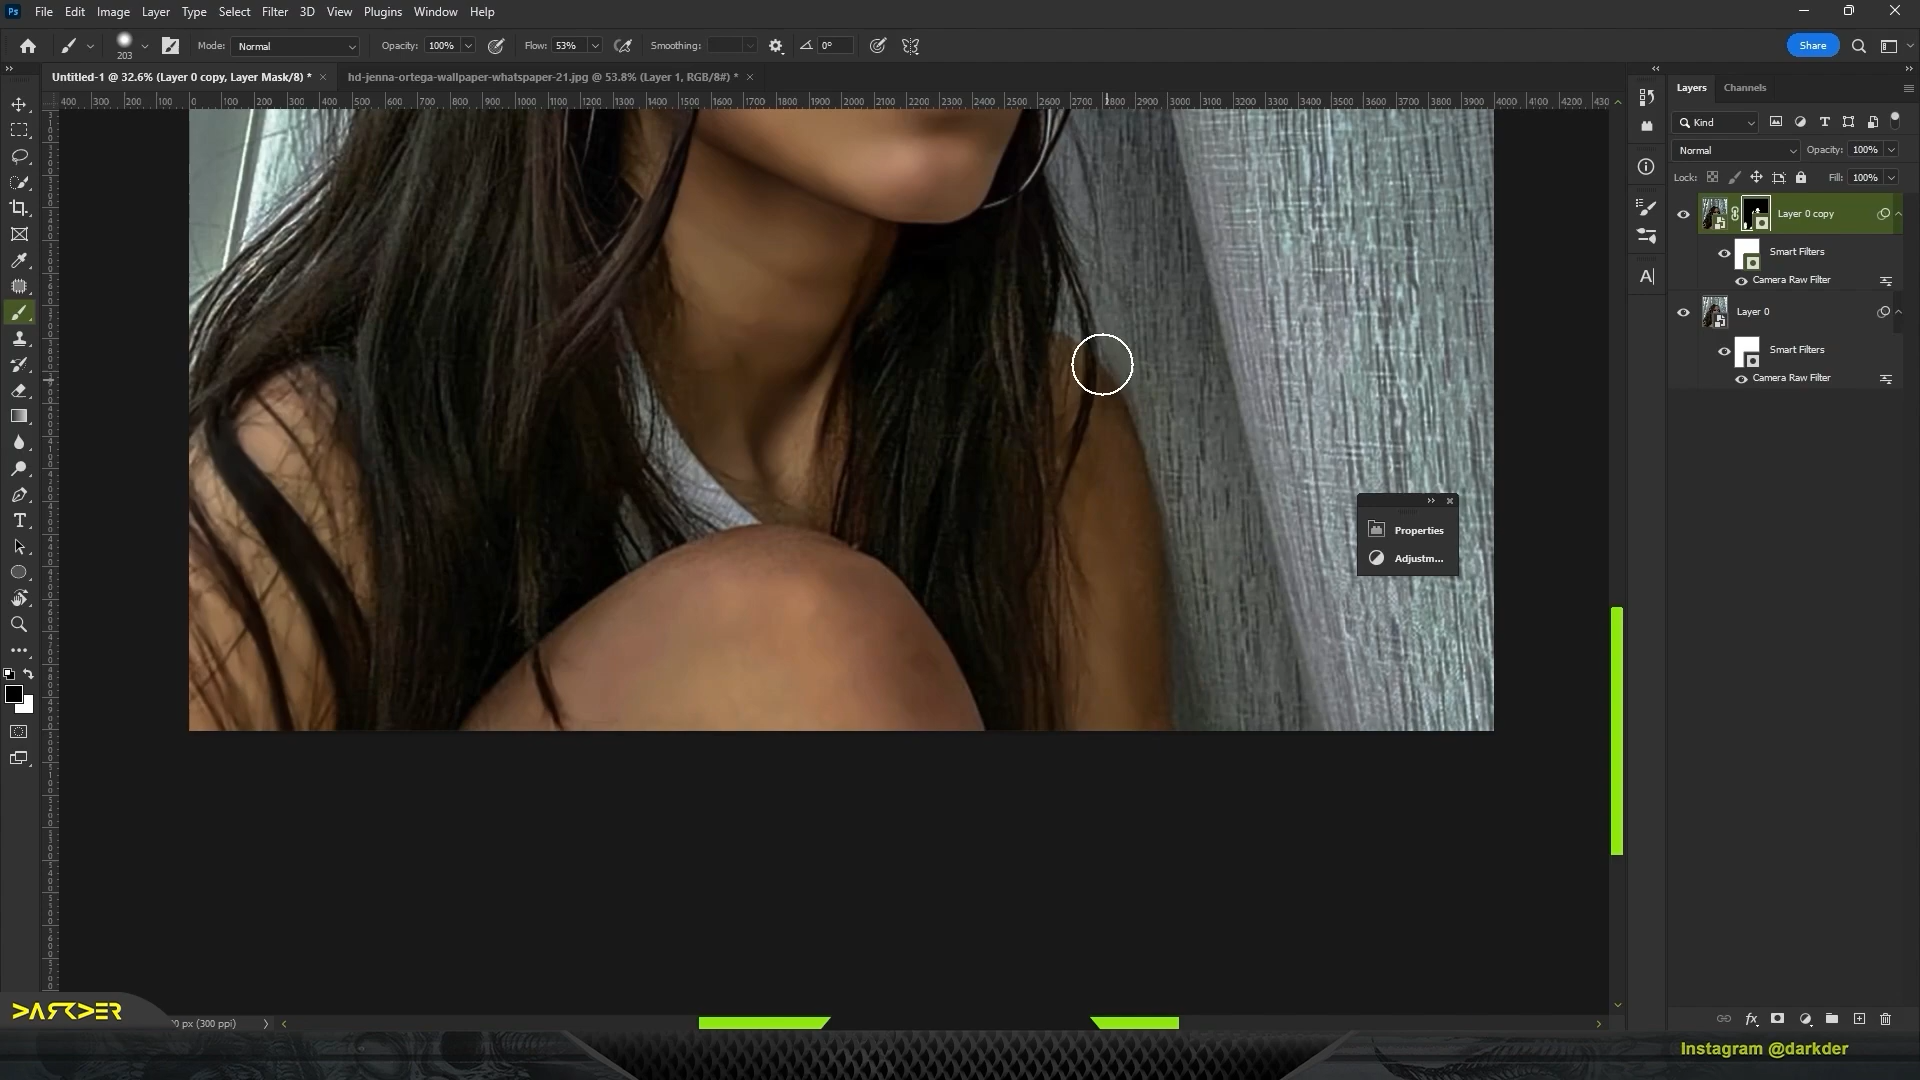 Ps File Edit Image Layer Type Select Filter 3D View Plugins Window Help
203 Mode: Normal Opacity: 100% Flow: 53% Smoothing: 0° Share
Untitled-1 @ 32.6% (Layer 0 copy, Layer Mask/8) * hd-jenna-ortega-wallpaper-whatspaper-21.jpg @ 53.8% (Layer 1, RGB/8#) *
400 300 200 100 0 100 200 300 400 500 600 700 800 900 1000 1100 1200 1300 1400 1500 1600 1700 1800 1900 2000 2100 2200 2300 2400 2500 2600 2700 2800 2900 3000 3100 3200 3300 3400 3500 3600 3700 3800 3900 4000 4100 4200
Layers Channels
Kind
Normal Opacity: 100%
Lock: Fill: 100%
Layer 0 copy
Smart Filters
Camera Raw Filter
Layer 0
Smart Filters
Camera Raw Filter
Properties
Adjustm...
DARKDER
0 px (300 ppi)
Instagram @darkder